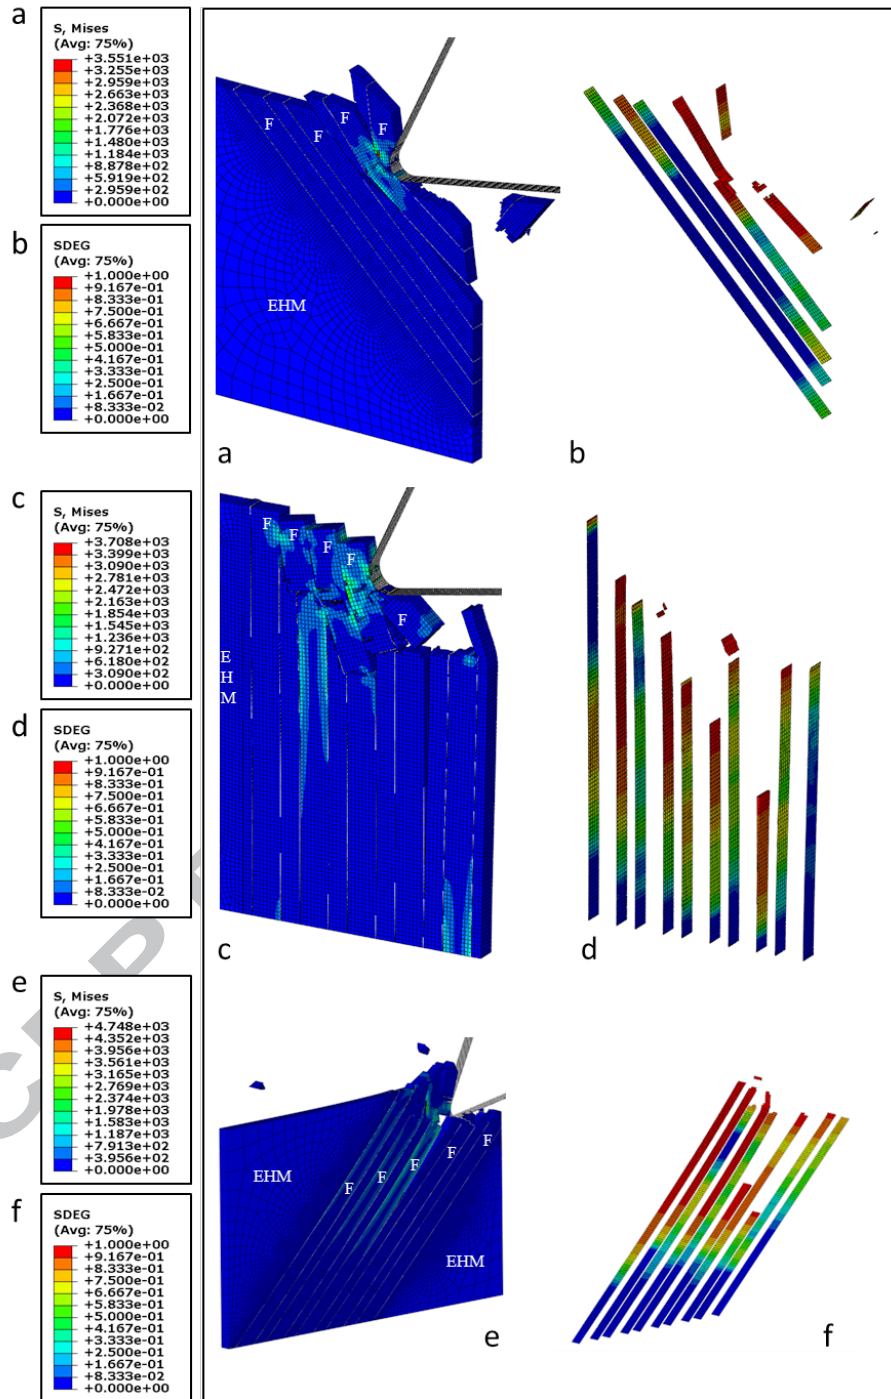 a
S, Mises
(Avg: 75%)
+3.551e+03
+3.255e+03
+2.959e+03
+2.663e+03
+2.368e+03
+2.072e+03
+1.776e+03
+1.480e+03
+1.184e+03
+8.878e+02
+5.919e+02
+2.959e+02
+0.000e+00
b
SDEG
(Avg: 75%)
+1.000e+00
+9.167e-01
+8.333e-01
+7.500e-01
+6.667e-01
+5.833e-01
+5.000e-01
+4.167e-01
+3.333e-01
+2.500e-01
+1.667e-01
+8.333e-02
+0.000e+00
F
F
F
F
EHM
a
b
c
S, Mises
(Avg: 75%)
+3.708e+03
+3.399e+03
+3.090e+03
+2.781e+03
+2.472e+03
+2.163e+03
+1.854e+03
+1.545e+03
+1.236e+03
+9.271e+02
+6.180e+02
+3.090e+02
+0.000e+00
d
SDEG
(Avg: 75%)
+1.000e+00
+9.167e-01
+8.333e-01
+7.500e-01
+6.667e-01
+5.833e-01
+5.000e-01
+4.167e-01
+3.333e-01
+2.500e-01
+1.667e-01
+8.333e-02
+0.000e+00
F
F
F
F
F
E
H
M
c
d
e
S, Mises
(Avg: 75%)
+4.748e+03
+4.352e+03
+3.956e+03
+3.561e+03
+3.165e+03
+2.769e+03
+2.374e+03
+1.978e+03
+1.583e+03
+1.187e+03
+7.913e+02
+3.956e+02
+0.000e+00
f
SDEG
(Avg: 75%)
+1.000e+00
+9.167e-01
+8.333e-01
+7.500e-01
+6.667e-01
+5.833e-01
+5.000e-01
+4.167e-01
+3.333e-01
+2.500e-01
+1.667e-01
+8.333e-02
+0.000e+00
EHM
F
F
F
F
F
EHM
e
f